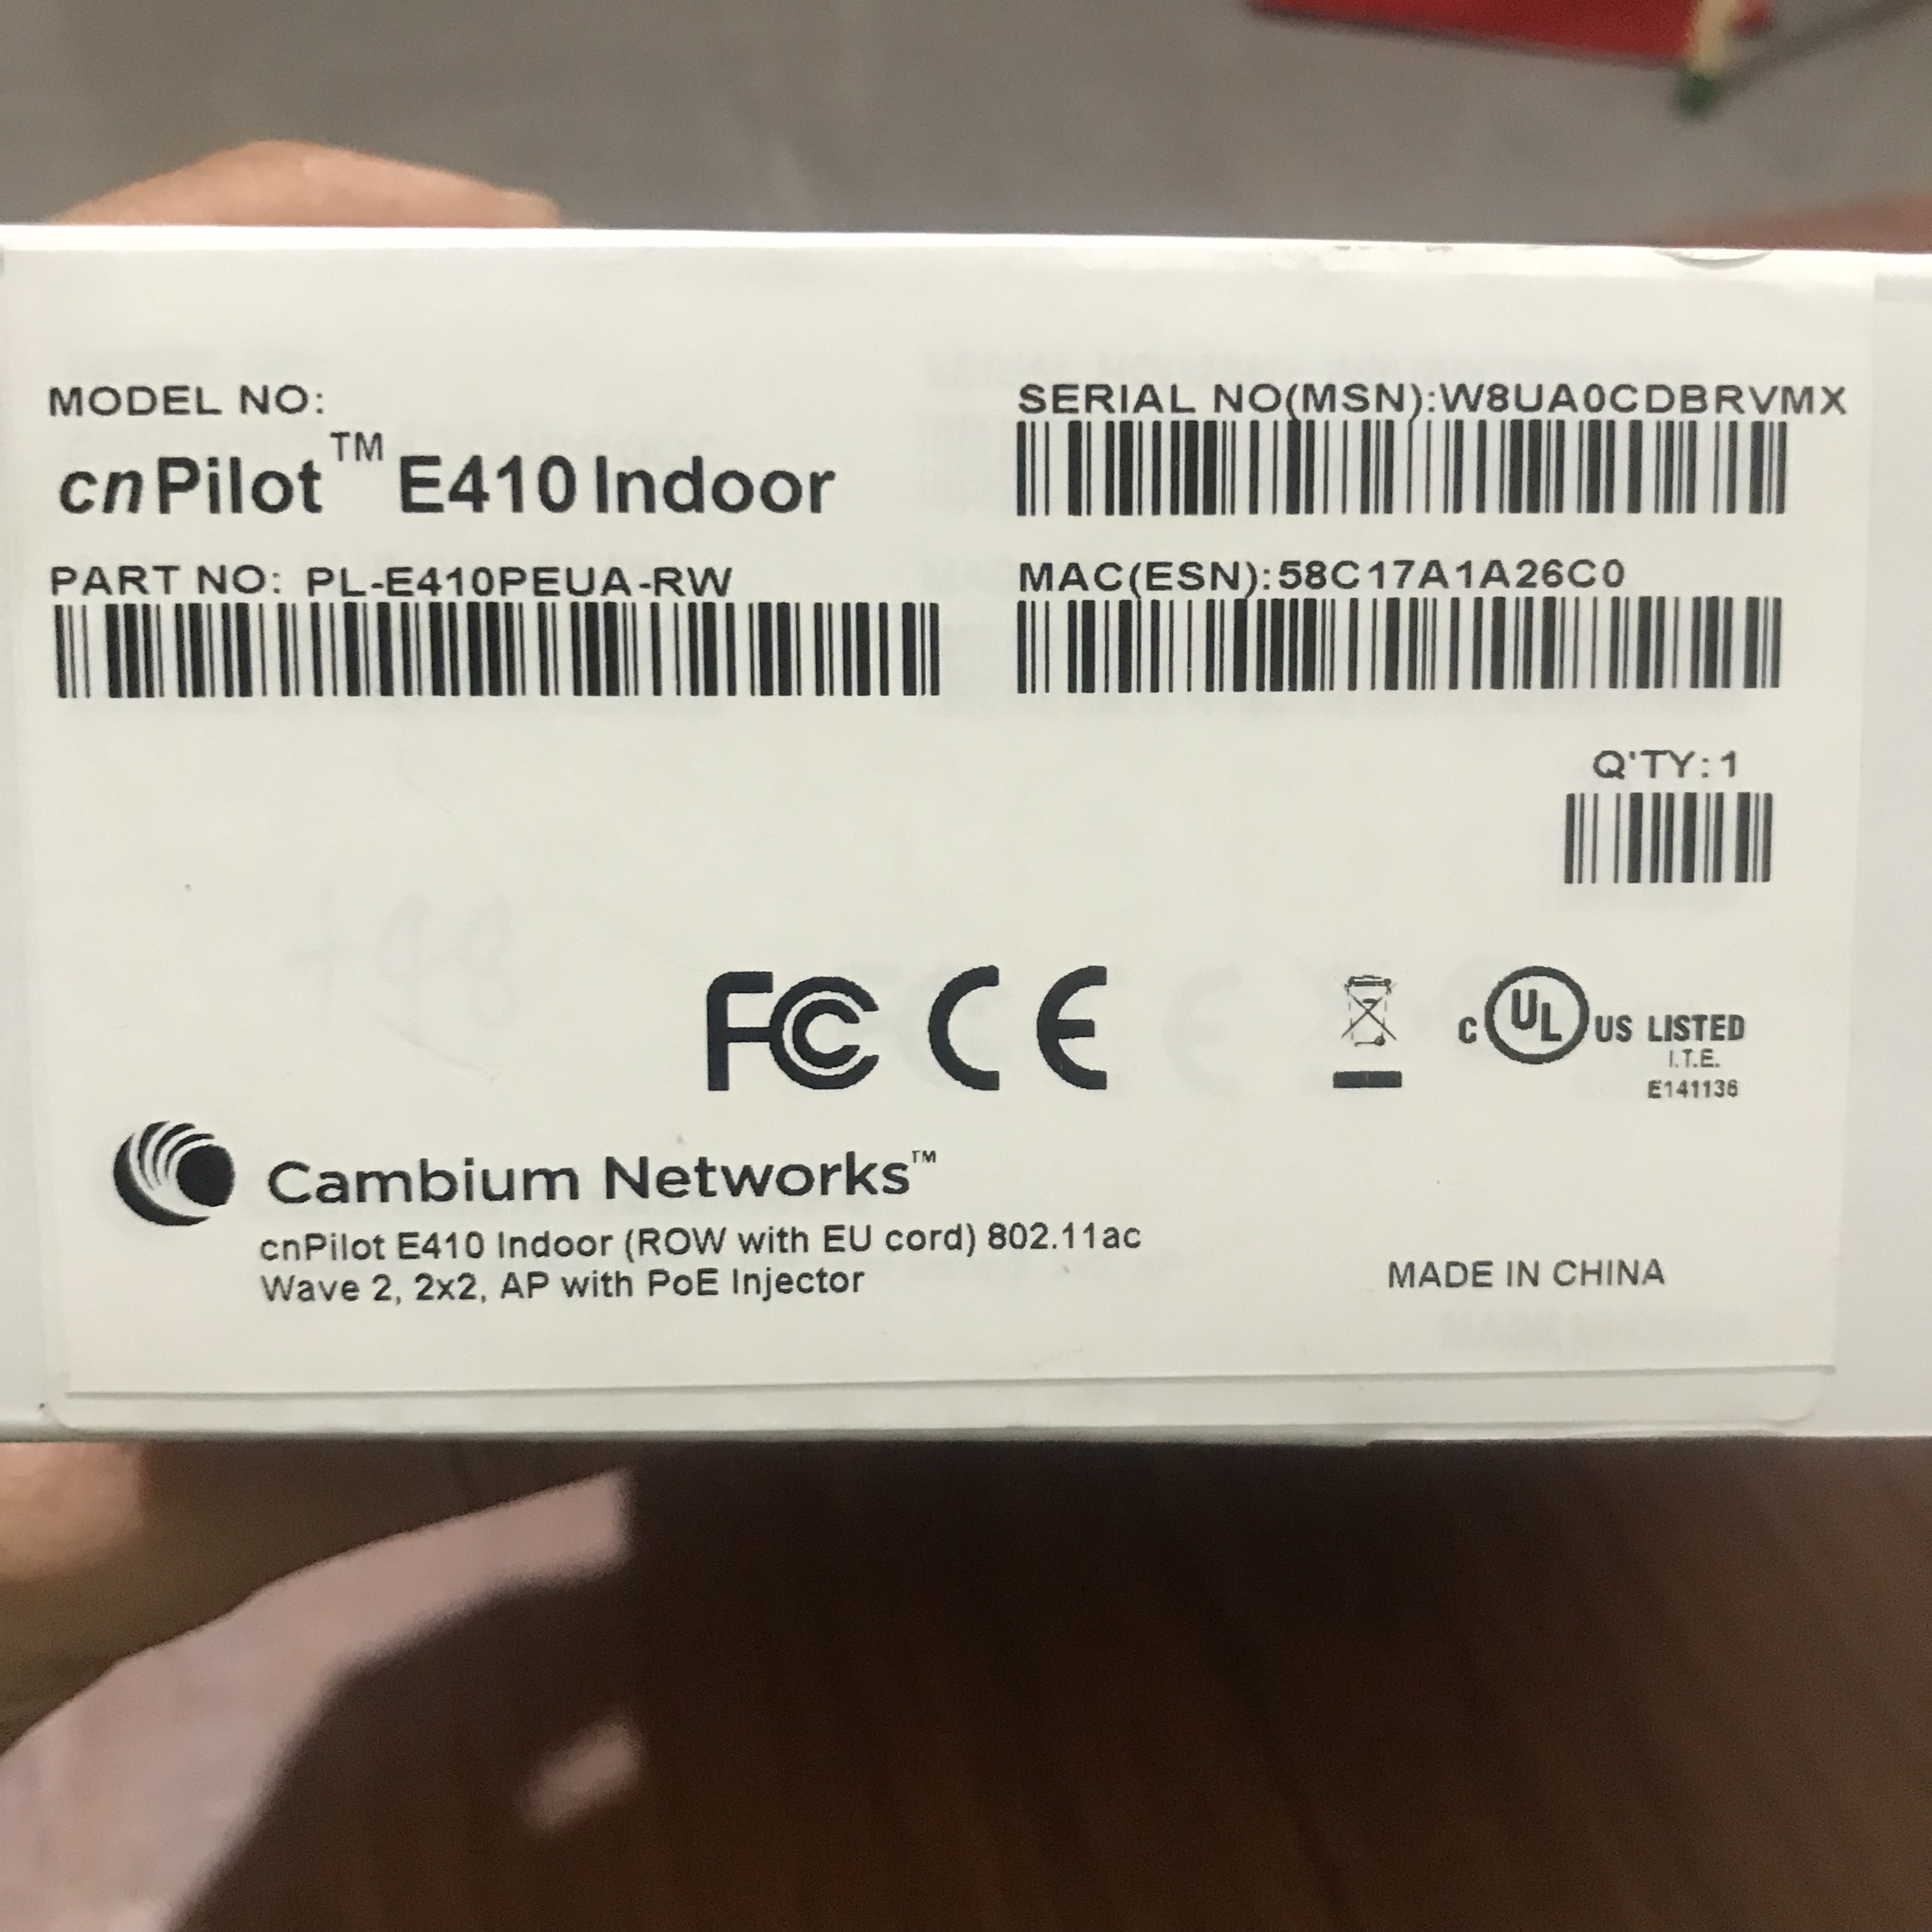 MODEL NO:
cnPilot™ E410 Indoor
PART NO: PL-E410PEUA-RW
SERIAL NO(MSN):W8UA0CDBRVMX
MAC(ESN):58C17A1A26C0
Q'TY:1
FC CE
C UL US LISTED
I.T.E.
E141136
Cambium Networks™
cnPilot E410 Indoor (ROW with EU cord) 802.11ac
Wave 2, 2x2, AP with PoE Injector
MADE IN CHINA